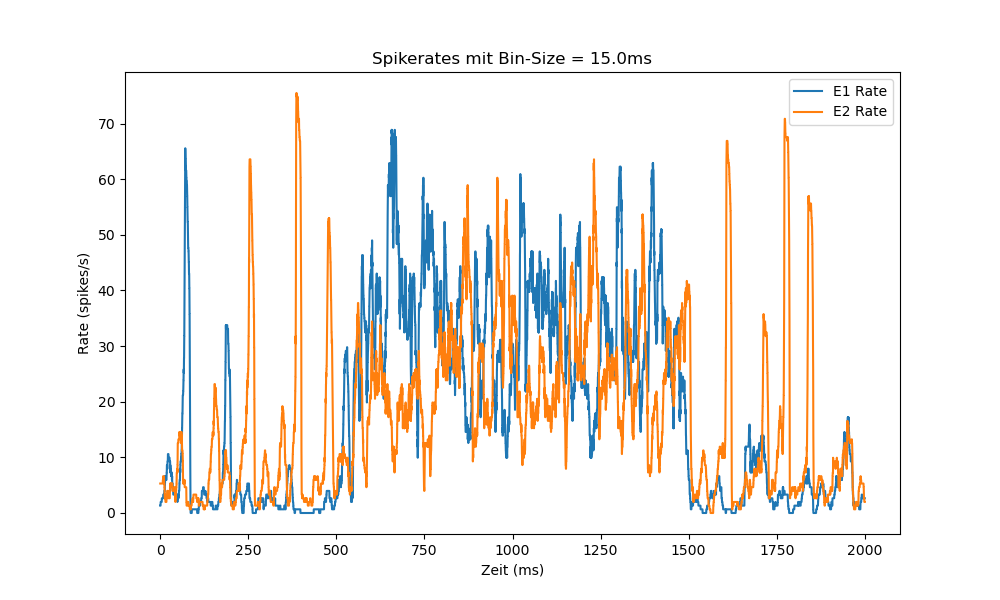 Spikerates mit Bin-Size = 15.0ms
E1 Rate
E2 Rate
Rate (spikes/s)
70
60
50
40
30
20
10
0
0 250 500 750 1000 1250 1500 1750 2000
Zeit (ms)